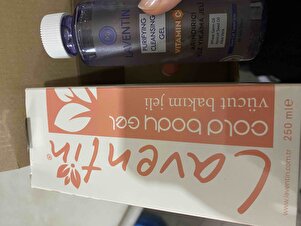 LAVENTIN
PURIFYING
CLEANSING
GEL
VITAMIN C
ARINDIRICI
YÜZ YIKAMA JELİ
Laventin®
cold body GeL
Vücut bakım jeli
250 ml e
www.laventin.com.tr